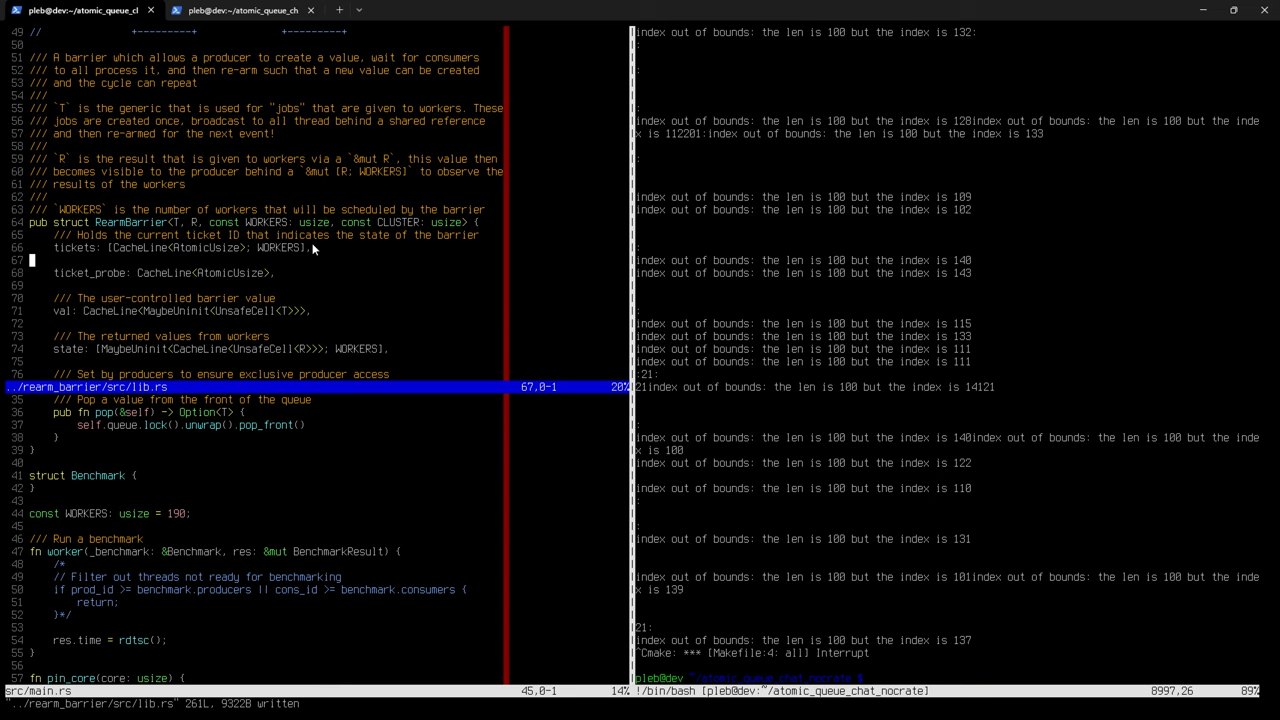 pleb@dev:~/atomic_queue_cl
pleb@dev:~/atomic_queue_ch
49 // +---------+ +---------+
50
51 /// A barrier which allows a producer to create a value, wait for consumers
52 /// to all process it, and then re-arm such that a new value can be created
53 /// and the cycle can repeat
54 ///
55 /// `T` is the generic that is used for "jobs" that are given to workers. These
56 /// jobs are created once, broadcast to all thread behind a shared reference
57 /// and then re-armed for the next event!
58 ///
59 /// `R` is the result that is given to workers via a `&mut R`, this value then
60 /// becomes visible to the producer behind a `&mut [R; WORKERS]` to observe the
61 /// results of the workers
62 ///
63 /// `WORKERS` is the number of workers that will be scheduled by the barrier
64 pub struct RearmBarrier<T, R, const WORKERS: usize, const CLUSTER: usize> {
65 /// Holds the current ticket ID that indicates the state of the barrier
66 tickets: [CacheLine<AtomicUsize>; WORKERS],
67
68 ticket_probe: CacheLine<AtomicUsize>,
69
70 /// The user-controlled barrier value
71 val: CacheLine<MaybeUninit<UnsafeCell<T>>>,
72
73 /// The returned values from workers
74 state: [MaybeUninit<CacheLine<UnsafeCell<R>>>; WORKERS],
75
76 /// Set by producers to ensure exclusive producer access
../rearm_barrier/src/lib.rs 67,0-1 20%
35 /// Pop a value from the front of the queue
36 pub fn pop(&self) -> Option<T> {
37 self.queue.lock().unwrap().pop_front()
38 }
39 }
40
41 struct Benchmark {
42 }
43
44 const WORKERS: usize = 190;
45
46 /// Run a benchmark
47 fn worker(_benchmark: &Benchmark, res: &mut BenchmarkResult) {
48 /*
49 // Filter out threads not ready for benchmarking
50 if prod_id >= benchmark.producers || cons_id >= benchmark.consumers {
51 return;
52 }*/
53
54 res.time = rdtsc();
55 }
56
57 fn pin_core(core: usize) {
src/main.rs 45,0-1 14%
"../rearm_barrier/src/lib.rs" 261L, 9322B written
index out of bounds: the len is 100 but the index is 132:
:
:
index out of bounds: the len is 100 but the index is 128index out of bounds: the len is 100 but the inde
x is 112201:index out of bounds: the len is 100 but the index is 133
:
index out of bounds: the len is 100 but the index is 109
index out of bounds: the len is 100 but the index is 102
:
index out of bounds: the len is 100 but the index is 140
index out of bounds: the len is 100 but the index is 143
:
index out of bounds: the len is 100 but the index is 115
index out of bounds: the len is 100 but the index is 133
index out of bounds: the len is 100 but the index is 111
index out of bounds: the len is 100 but the index is 111
:21:
21index out of bounds: the len is 100 but the index is 14121
:
index out of bounds: the len is 100 but the index is 140index out of bounds: the len is 100 but the inde
x is 100
index out of bounds: the len is 100 but the index is 122
index out of bounds: the len is 100 but the index is 110
:
:
index out of bounds: the len is 100 but the index is 131
index out of bounds: the len is 100 but the index is 101index out of bounds: the len is 100 but the inde
x is 139
21:
index out of bounds: the len is 100 but the index is 137
^Cmake: *** [Makefile:4: all] Interrupt
pleb@dev ~/atomic_queue_chat_nocrate $
!/bin/bash [pleb@dev:~/atomic_queue_chat_nocrate] 8997,26 89%